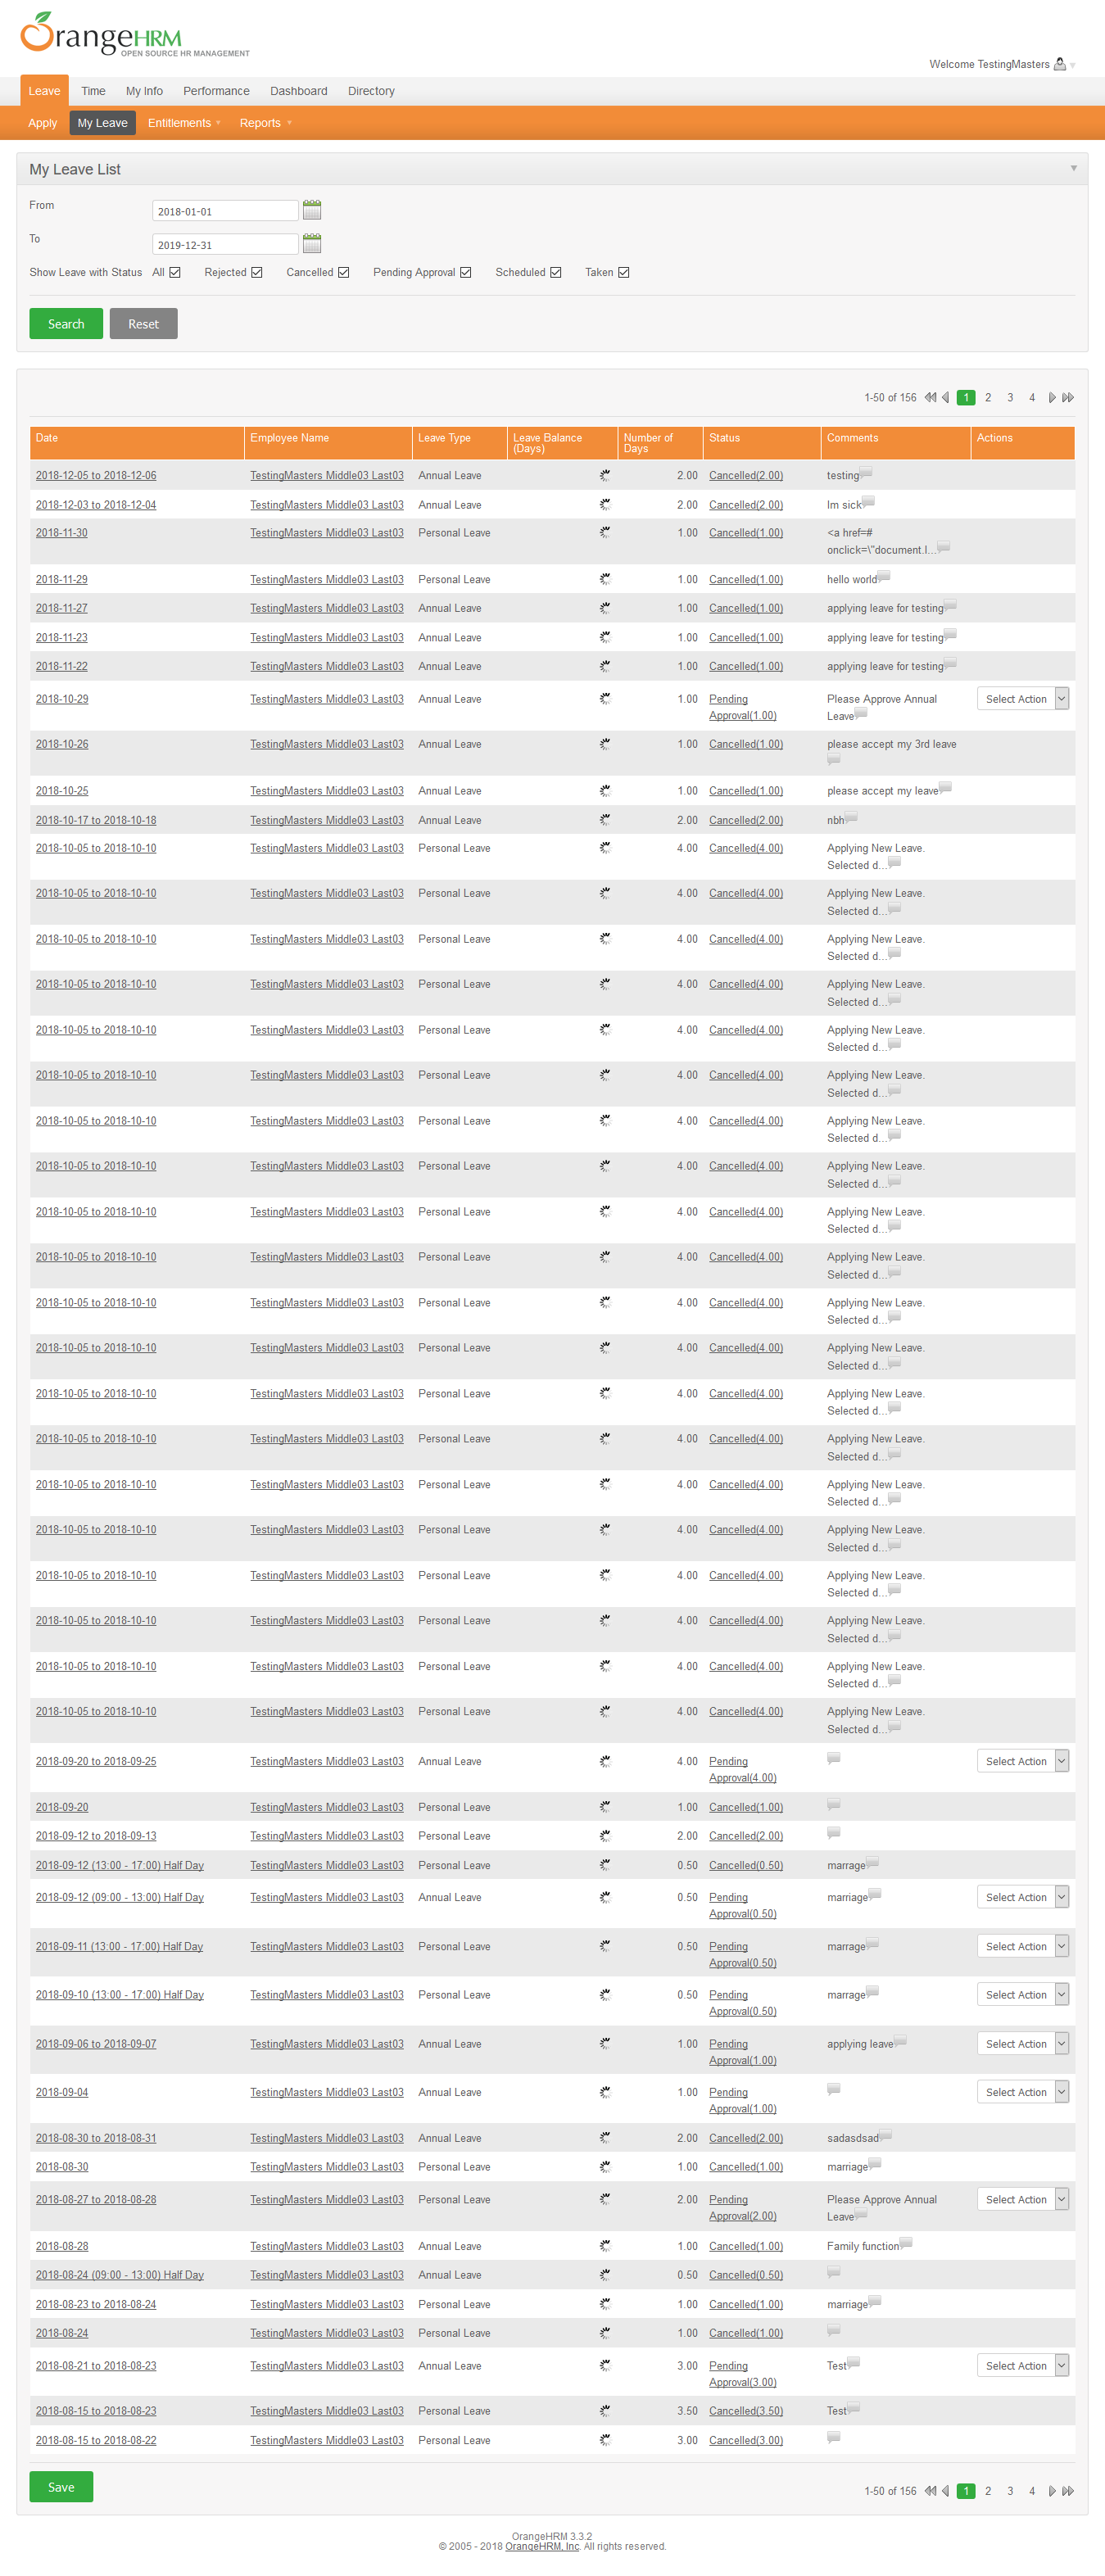 OrangeHRM
OPEN SOURCE HR MANAGEMENT
Welcome TestingMasters
Leave Time My Info Performance Dashboard Directory
Apply My Leave Entitlements Reports
My Leave List
From 2018-01-01
To 2019-12-31
Show Leave with Status All Rejected Cancelled Pending Approval Scheduled Taken
Search Reset
1-50 of 156 1 2 3 4
Date Employee Name Leave Type Leave Balance (Days) Number of Days Status Comments Actions
2018-12-05 to 2018-12-06 TestingMasters Middle03 Last03 Annual Leave 2.00 Cancelled(2.00) testing
2018-12-03 to 2018-12-04 TestingMasters Middle03 Last03 Annual Leave 2.00 Cancelled(2.00) Im sick
2018-11-30 TestingMasters Middle03 Last03 Personal Leave 1.00 Cancelled(1.00) <a href=#
onclick=\"document.l...
2018-11-29 TestingMasters Middle03 Last03 Personal Leave 1.00 Cancelled(1.00) hello world
2018-11-27 TestingMasters Middle03 Last03 Annual Leave 1.00 Cancelled(1.00) applying leave for testing
2018-11-23 TestingMasters Middle03 Last03 Annual Leave 1.00 Cancelled(1.00) applying leave for testing
2018-11-22 TestingMasters Middle03 Last03 Annual Leave 1.00 Cancelled(1.00) applying leave for testing
2018-10-29 TestingMasters Middle03 Last03 Annual Leave 1.00 Pending Please Approve Annual Select Action
Approval(1.00) Leave
2018-10-26 TestingMasters Middle03 Last03 Annual Leave 1.00 Cancelled(1.00) please accept my 3rd leave
2018-10-25 TestingMasters Middle03 Last03 Annual Leave 1.00 Cancelled(1.00) please accept my leave
2018-10-17 to 2018-10-18 TestingMasters Middle03 Last03 Annual Leave 2.00 Cancelled(2.00) nbh
2018-10-05 to 2018-10-10 TestingMasters Middle03 Last03 Personal Leave 4.00 Cancelled(4.00) Applying New Leave.
Selected d...
2018-10-05 to 2018-10-10 TestingMasters Middle03 Last03 Personal Leave 4.00 Cancelled(4.00) Applying New Leave.
Selected d...
2018-10-05 to 2018-10-10 TestingMasters Middle03 Last03 Personal Leave 4.00 Cancelled(4.00) Applying New Leave.
Selected d...
2018-10-05 to 2018-10-10 TestingMasters Middle03 Last03 Personal Leave 4.00 Cancelled(4.00) Applying New Leave.
Selected d...
2018-10-05 to 2018-10-10 TestingMasters Middle03 Last03 Personal Leave 4.00 Cancelled(4.00) Applying New Leave.
Selected d...
2018-10-05 to 2018-10-10 TestingMasters Middle03 Last03 Personal Leave 4.00 Cancelled(4.00) Applying New Leave.
Selected d...
2018-10-05 to 2018-10-10 TestingMasters Middle03 Last03 Personal Leave 4.00 Cancelled(4.00) Applying New Leave.
Selected d...
2018-10-05 to 2018-10-10 TestingMasters Middle03 Last03 Personal Leave 4.00 Cancelled(4.00) Applying New Leave.
Selected d...
2018-10-05 to 2018-10-10 TestingMasters Middle03 Last03 Personal Leave 4.00 Cancelled(4.00) Applying New Leave.
Selected d...
2018-10-05 to 2018-10-10 TestingMasters Middle03 Last03 Personal Leave 4.00 Cancelled(4.00) Applying New Leave.
Selected d...
2018-10-05 to 2018-10-10 TestingMasters Middle03 Last03 Personal Leave 4.00 Cancelled(4.00) Applying New Leave.
Selected d...
2018-10-05 to 2018-10-10 TestingMasters Middle03 Last03 Personal Leave 4.00 Cancelled(4.00) Applying New Leave.
Selected d...
2018-10-05 to 2018-10-10 TestingMasters Middle03 Last03 Personal Leave 4.00 Cancelled(4.00) Applying New Leave.
Selected d...
2018-10-05 to 2018-10-10 TestingMasters Middle03 Last03 Personal Leave 4.00 Cancelled(4.00) Applying New Leave.
Selected d...
2018-10-05 to 2018-10-10 TestingMasters Middle03 Last03 Personal Leave 4.00 Cancelled(4.00) Applying New Leave.
Selected d...
2018-10-05 to 2018-10-10 TestingMasters Middle03 Last03 Personal Leave 4.00 Cancelled(4.00) Applying New Leave.
Selected d...
2018-10-05 to 2018-10-10 TestingMasters Middle03 Last03 Personal Leave 4.00 Cancelled(4.00) Applying New Leave.
Selected d...
2018-10-05 to 2018-10-10 TestingMasters Middle03 Last03 Personal Leave 4.00 Cancelled(4.00) Applying New Leave.
Selected d...
2018-10-05 to 2018-10-10 TestingMasters Middle03 Last03 Personal Leave 4.00 Cancelled(4.00) Applying New Leave.
Selected d...
2018-10-05 to 2018-10-10 TestingMasters Middle03 Last03 Personal Leave 4.00 Cancelled(4.00) Applying New Leave.
Selected d...
2018-09-20 to 2018-09-25 TestingMasters Middle03 Last03 Annual Leave 4.00 Pending Select Action
Approval(4.00)
2018-09-20 TestingMasters Middle03 Last03 Personal Leave 1.00 Cancelled(1.00)
2018-09-12 to 2018-09-13 TestingMasters Middle03 Last03 Personal Leave 2.00 Cancelled(2.00)
2018-09-12 (13:00 - 17:00) Half Day TestingMasters Middle03 Last03 Personal Leave 0.50 Cancelled(0.50) marrage
2018-09-12 (09:00 - 13:00) Half Day TestingMasters Middle03 Last03 Annual Leave 0.50 Pending marriage Select Action
Approval(0.50)
2018-09-11 (13:00 - 17:00) Half Day TestingMasters Middle03 Last03 Personal Leave 0.50 Pending marrage Select Action
Approval(0.50)
2018-09-10 (13:00 - 17:00) Half Day TestingMasters Middle03 Last03 Personal Leave 0.50 Pending marrage Select Action
Approval(0.50)
2018-09-06 to 2018-09-07 TestingMasters Middle03 Last03 Annual Leave 1.00 Pending applying leave Select Action
Approval(1.00)
2018-09-04 TestingMasters Middle03 Last03 Annual Leave 1.00 Pending Select Action
Approval(1.00)
2018-08-30 to 2018-08-31 TestingMasters Middle03 Last03 Annual Leave 2.00 Cancelled(2.00) sadasdsad
2018-08-30 TestingMasters Middle03 Last03 Personal Leave 1.00 Cancelled(1.00) marriage
2018-08-27 to 2018-08-28 TestingMasters Middle03 Last03 Personal Leave 2.00 Pending Please Approve Annual Select Action
Approval(2.00) Leave
2018-08-28 TestingMasters Middle03 Last03 Annual Leave 1.00 Cancelled(1.00) Family function
2018-08-24 (09:00 - 13:00) Half Day TestingMasters Middle03 Last03 Annual Leave 0.50 Cancelled(0.50)
2018-08-23 to 2018-08-24 TestingMasters Middle03 Last03 Personal Leave 1.00 Cancelled(1.00) marriage
2018-08-24 TestingMasters Middle03 Last03 Personal Leave 1.00 Cancelled(1.00)
2018-08-21 to 2018-08-23 TestingMasters Middle03 Last03 Annual Leave 3.00 Pending Test Select Action
Approval(3.00)
2018-08-15 to 2018-08-23 TestingMasters Middle03 Last03 Personal Leave 3.50 Cancelled(3.50) Test
2018-08-15 to 2018-08-22 TestingMasters Middle03 Last03 Personal Leave 3.00 Cancelled(3.00)
Save 1-50 of 156 1 2 3 4
OrangeHRM 3.3.2
© 2005 - 2018 OrangeHRM, Inc. All rights reserved.